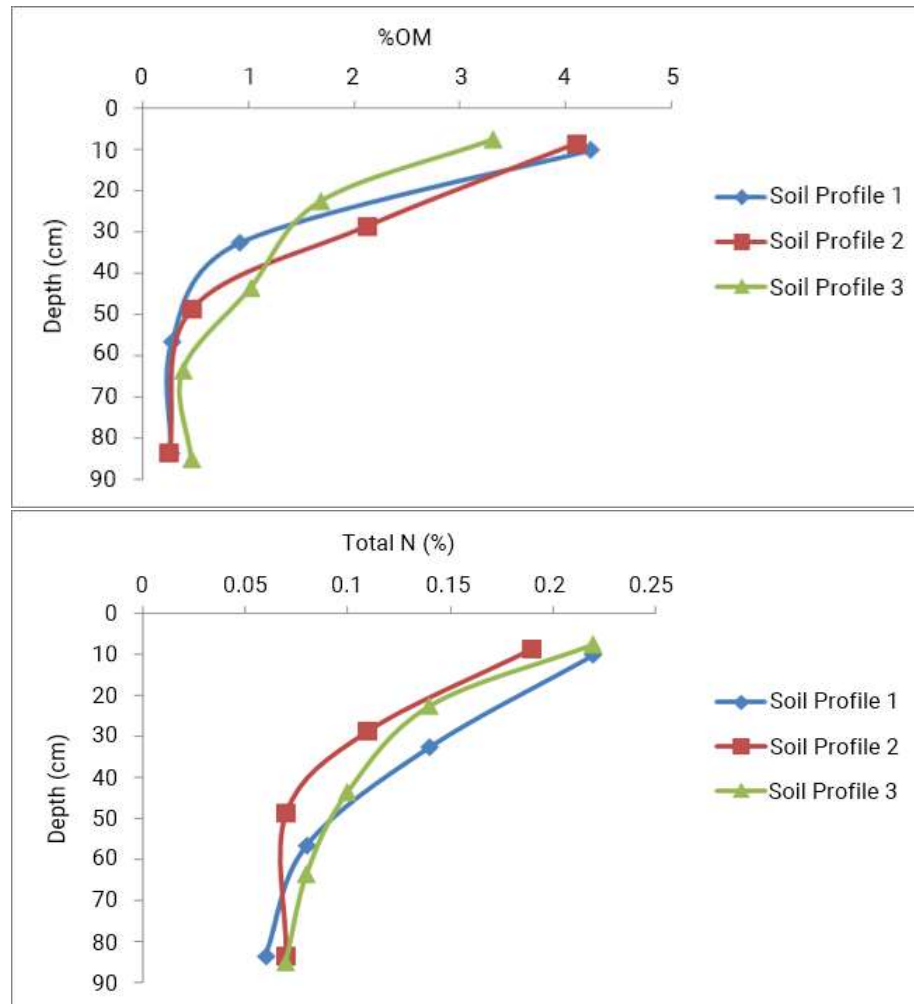 %OM
0 1 2 3 4 5
0
10
20
30
40
50
60
70
80
90
Depth (cm)
Soil Profile 1
Soil Profile 2
Soil Profile 3
Total N (%)
0 0.05 0.1 0.15 0.2 0.25
0
10
20
30
40
50
60
70
80
90
Depth (cm)
Soil Profile 1
Soil Profile 2
Soil Profile 3